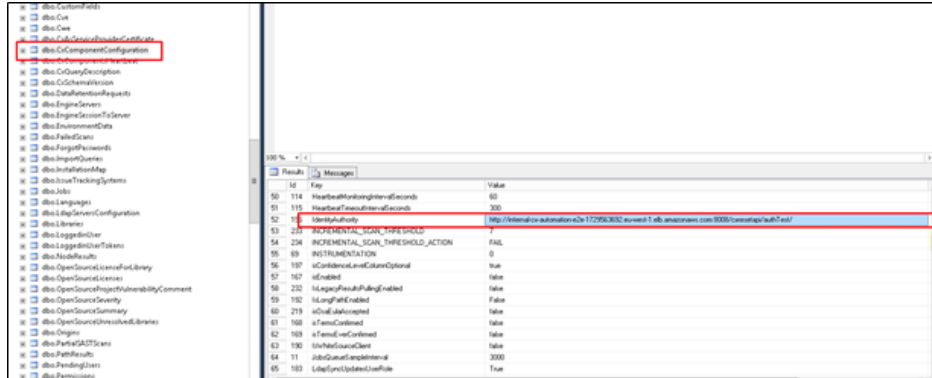 dbo.CustomFields
dbo.Cve
dbo.Cwe
dbo.CxComponentConfiguration
dbo.CxQueryDescription
dbo.CxSchemaVersion
dbo.DataRetentionRequests
dbo.EngineServers
dbo.EngineSessionToServer
dbo.EnvironmentData
dbo.FailedScans
dbo.ForgotPasswords
dbo.ImportQueries
dbo.InstallationMap
dbo.IssueTrackingSystems
dbo.Jobs
dbo.Languages
dbo.LdapServersConfiguration
dbo.Libraries
dbo.LoggedinUser
dbo.LoggedinUserTokens
dbo.NodeResults
dbo.OpenSourceLicenseForLibrary
dbo.OpenSourceLicenses
dbo.OpenSourceProjectVulnerabilityComment
dbo.OpenSourceSeverity
dbo.OpenSourceSummary
dbo.OpenSourceUnresolvedLibraries
dbo.Origins
dbo.PartialSASTScans
dbo.PathResults
dbo.PendingUsers
dbo.Permissions
100 %
Results Messages
Id Key Value
50 114 HeartbeatMonitoringIntervalSeconds 60
51 115 HeartbeatTimeoutIntervalSeconds 300
52 IdentityAuthority
53 233 INCREMENTAL_SCAN_THRESHOLD 7
54 234 INCREMENTAL_SCAN_THRESHOLD_ACTION FAIL
55 69 INSTRUMENTATION 0
56 197 isConfidenceLevelColumnOptional true
57 167 isEnabled false
58 232 IsLegacyResultsPullingEnabled false
59 192 IsLongPathEnabled False
60 219 isOsaEulaAccepted false
61 168 isTermsConfirmed false
62 169 isTermsEverConfirmed false
63 190 false
64 11 JobsQueueSampleInterval 3000
65 183 LdapSyncUpdatesUserRole True